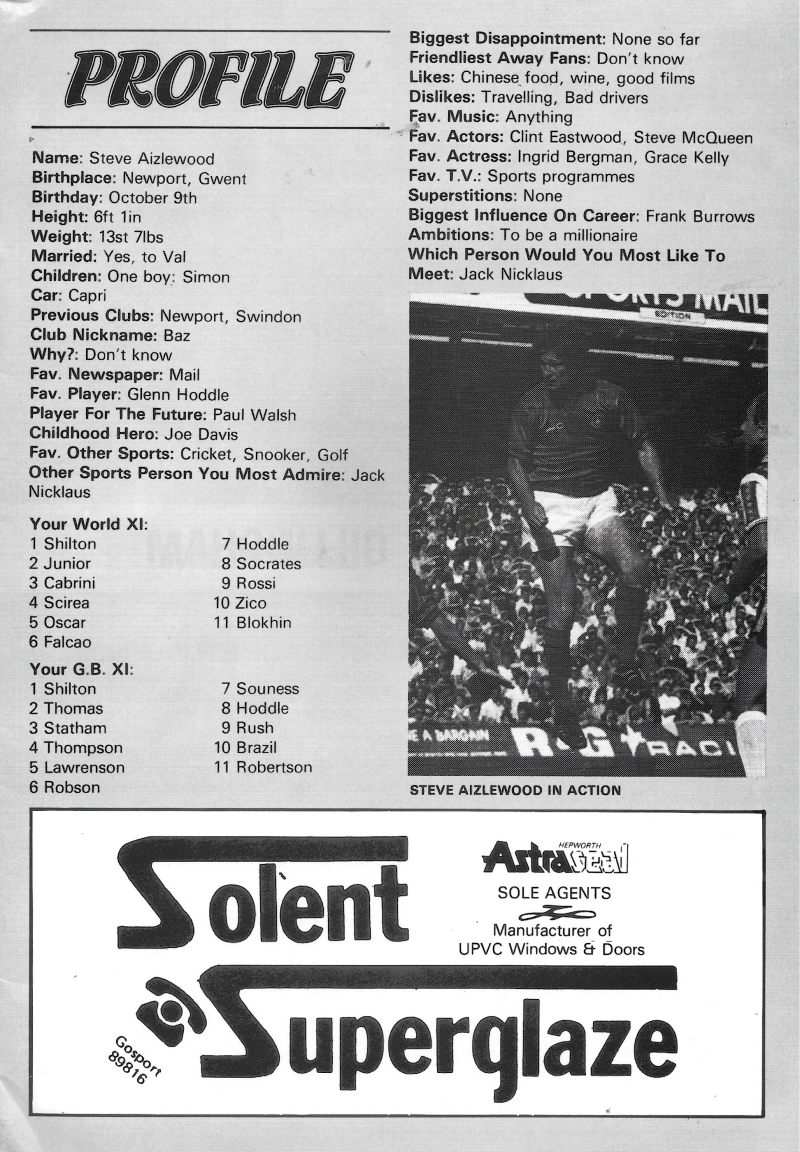 PROFILE
Name: Steve Aizlewood
Birthplace: Newport, Gwent
Birthday: October 9th
Height: 6ft 1in
Weight: 13st 7lbs
Married: Yes, to Val
Children: One boy: Simon
Car: Capri
Previous Clubs: Newport, Swindon
Club Nickname: Baz
Why?: Don't know
Fav. Newspaper: Mail
Fav. Player: Glenn Hoddle
Player For The Future: Paul Walsh
Childhood Hero: Joe Davis
Fav. Other Sports: Cricket, Snooker, Golf
Other Sports Person You Most Admire: Jack
Nicklaus
Your World XI:
1 Shilton
2 Junior
3 Cabrini
4 Scirea
5 Oscar
6 Falcao
7 Hoddle
8 Socrates
9 Rossi
10 Zico
11 Blokhin
Your G.B. XI:
1 Shilton
2 Thomas
3 Statham
4 Thompson
5 Lawrenson
6 Robson
7 Souness
8 Hoddle
9 Rush
10 Brazil
11 Robertson
Biggest Disappointment: None so far
Friendliest Away Fans: Don't know
Likes: Chinese food, wine, good films
Dislikes: Travelling, Bad drivers
Fav. Music: Anything
Fav. Actors: Clint Eastwood, Steve McQueen
Fav. Actress: Ingrid Bergman, Grace Kelly
Fav. T.V.: Sports programmes
Superstitions: None
Biggest Influence On Career: Frank Burrows
Ambitions: To be a millionaire
Which Person Would You Most Like To
Meet: Jack Nicklaus
SPORTS MAIL
EDITION
E A BARGAIN
R G RACI
STEVE AIZLEWOOD IN ACTION
Solent
Superglaze
HEPWORTH
Astraseal
SOLE AGENTS
Manufacturer of
UPVC Windows & Doors
Gosport
89816